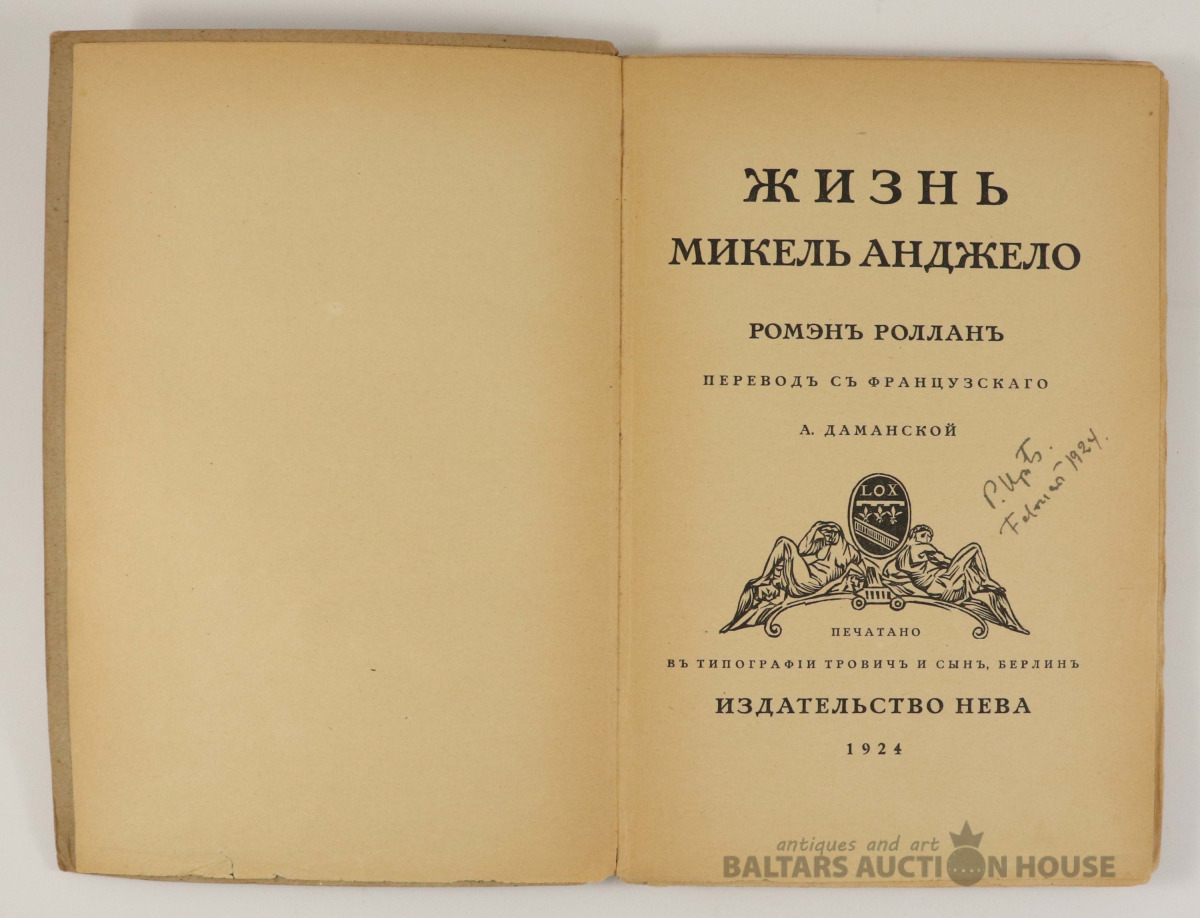 ЖИЗНЬ
МИКЕЛЬ АНДЖЕЛО
РОМЭНЪ РОЛЛАНЪ
ПЕРЕВОДЪ СЪ ФРАНЦУЗСКАГО
А. ДАМАНСКОЙ
1924.
LOX
ПЕЧАТАНО
ВЪ ТИПОГРАФІИ ТРОВИЧЪ И СЫНЪ, БЕРЛИНЪ
ИЗДАТЕЛЬСТВО НЕВА
1924
antiques and art
BALTARS AUCTION HOUSE